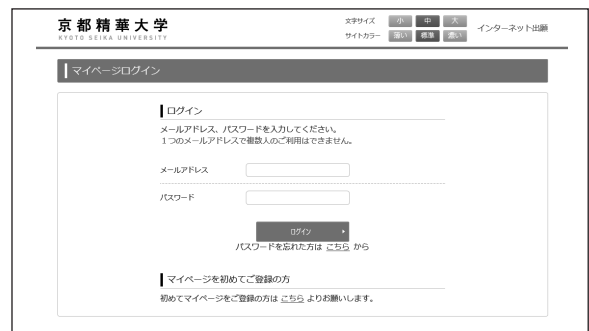 京都精華大学
KYOTO SEIKA UNIVERSITY
文字サイズ 小 中 大
サイトカラー 薄い 標準 濃い
インターネット出願
マイページログイン
ログイン
メールアドレス、パスワードを入力してください。
1つのメールアドレスで複数人のご利用はできません。
メールアドレス
パスワード
ログイン
パスワードを忘れた方は こちら から
マイページを初めてご登録の方
初めてマイページをご登録の方は こちら よりお願いします。